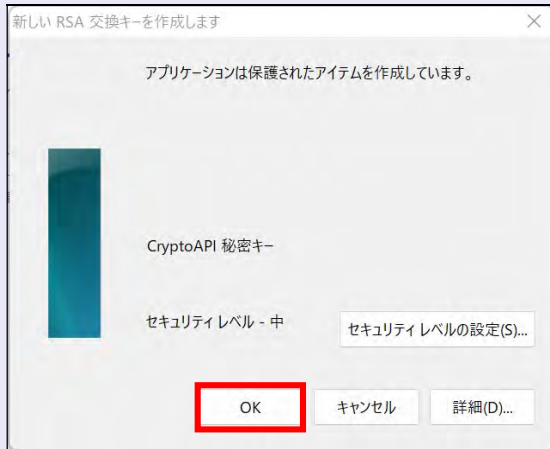 新しい RSA 交換キーを作成します
アプリケーションは保護されたアイテムを作成しています。
CryptoAPI 秘密キー
セキュリティ レベル - 中
セキュリティ レベルの設定(S)...
OK
キャンセル
詳細(D)...